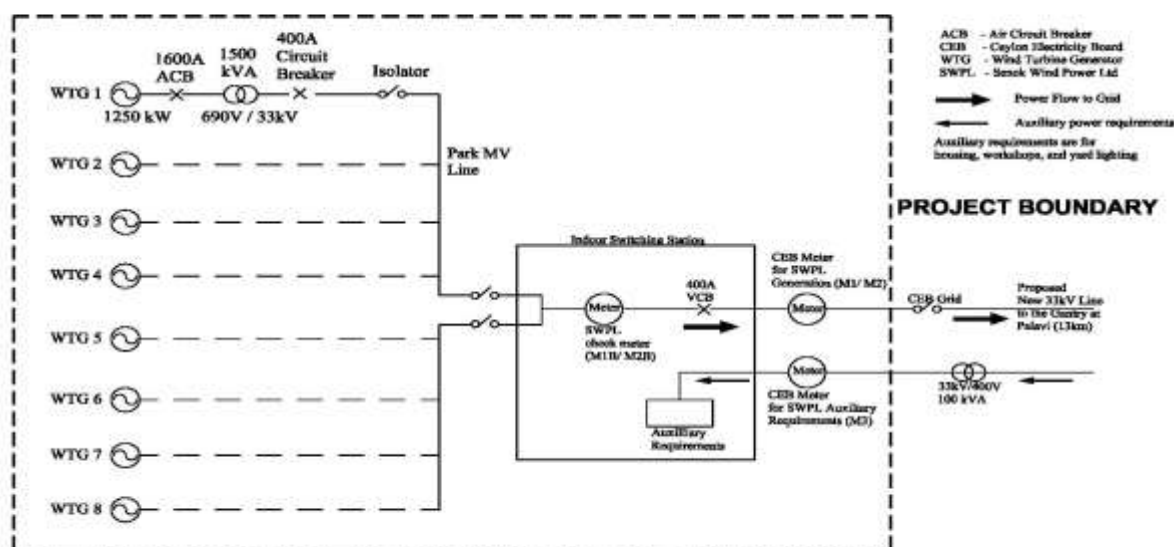 1600A
ACB
1500
kVA
400A
Circuit
Breaker
Isolator
WTG 1
1250 kW
690V / 33kV
WTG 2
WTG 3
WTG 4
WTG 5
WTG 6
WTG 7
WTG 8
Park MV
Line
Indoor Switching Station
Meter
SWPL
check meter
(M1B/ M2B)
400A
VCB
CEB Meter
for SWPL
Generation (M1/ M2)
Meter
CEB Grid
Proposed
New 33kV Line
to the Gantry at
Palavi (13km)
Auxilliary
Requirements
Meter
CEB Meter
for SWPL Auxiliary
Requirements (M3)
33kV/400V
100 kVA
ACB - Air Circuit Breaker
CEB - Ceylon Electricity Board
WTG - Wind Turbine Generator
SWPL - Senok Wind Power Ltd
Power Flow to Grid
Auxiliary power requirements
Auxiliary requirements are for
housing, workshops, and yard lighting
PROJECT BOUNDARY